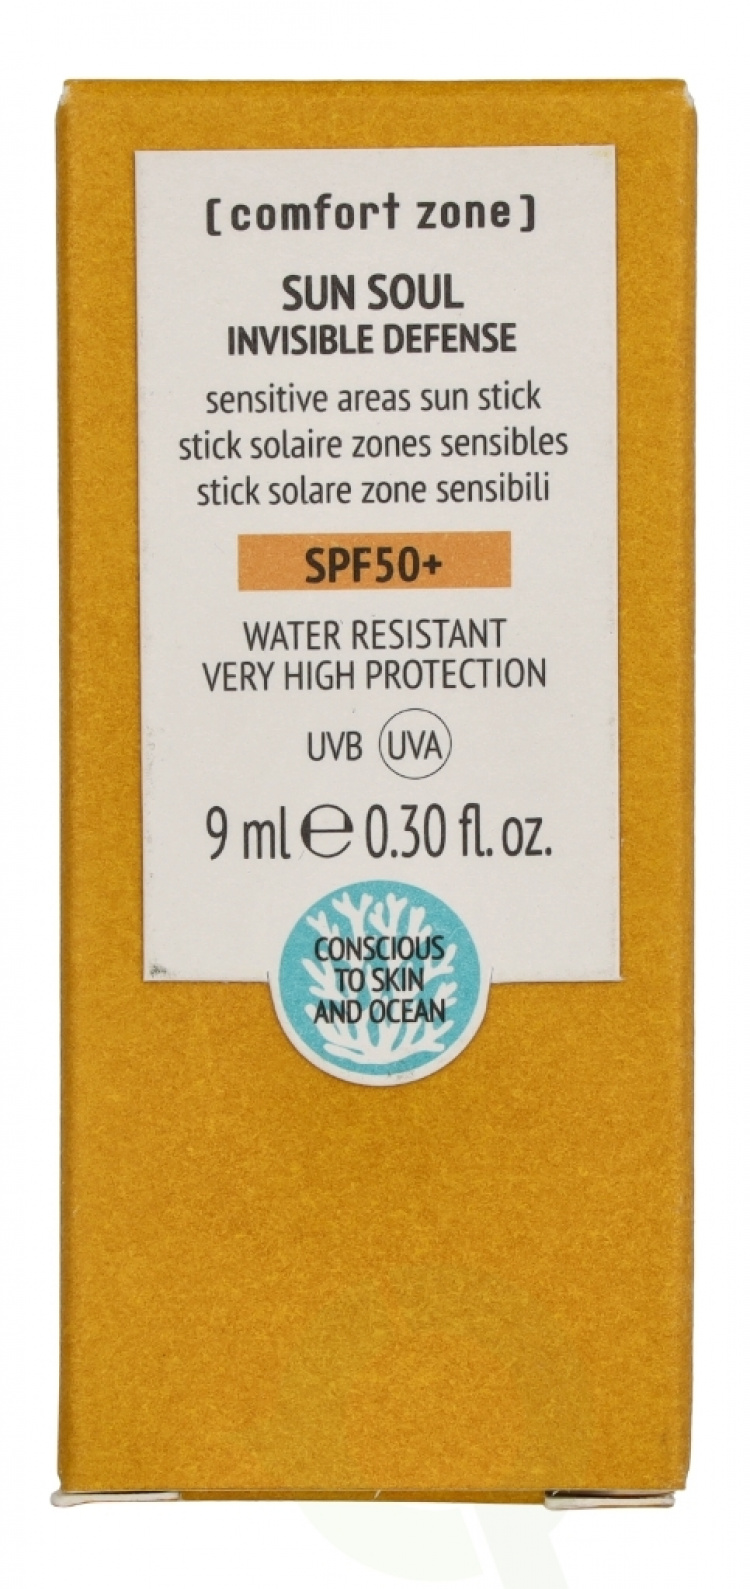 [comfort zone]
SUN SOUL
INVISIBLE DEFENSE
sensitive areas sun stick
stick solaire zones sensibles
stick solare zone sensibili
SPF50+
WATER RESISTANT
VERY HIGH PROTECTION
UVB UVA
9 ml ℮ 0.30 fl. oz.
CONSCIOUS
TO SKIN
AND OCEAN